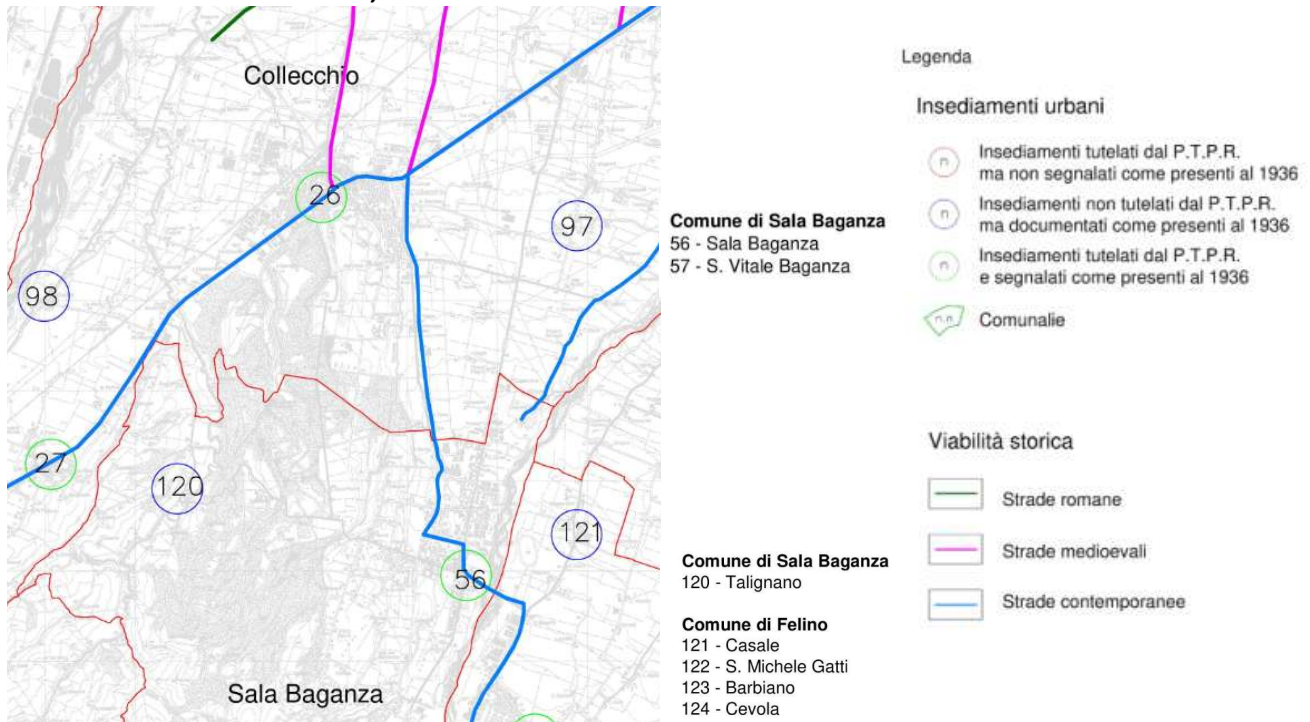 Collecchio
26
97
98
27
120
121
56
Sala Baganza
Comune di Sala Baganza
56 - Sala Baganza
57 - S. Vitale Baganza
Comune di Sala Baganza
120 - Talignano
Comune di Felino
121 - Casale
122 - S. Michele Gatti
123 - Barbiano
124 - Cevola
Legenda
Insediamenti urbani
n
Insediamenti tutelati dal P.T.P.R.
ma non segnalati come presenti al 1936
n
Insediamenti non tutelati dal P.T.P.R.
ma documentati come presenti al 1936
n
Insediamenti tutelati dal P.T.P.R.
e segnalati come presenti al 1936
n.n
Comunalie
Viabilità storica
Strade romane
Strade medioevali
Strade contemporanee